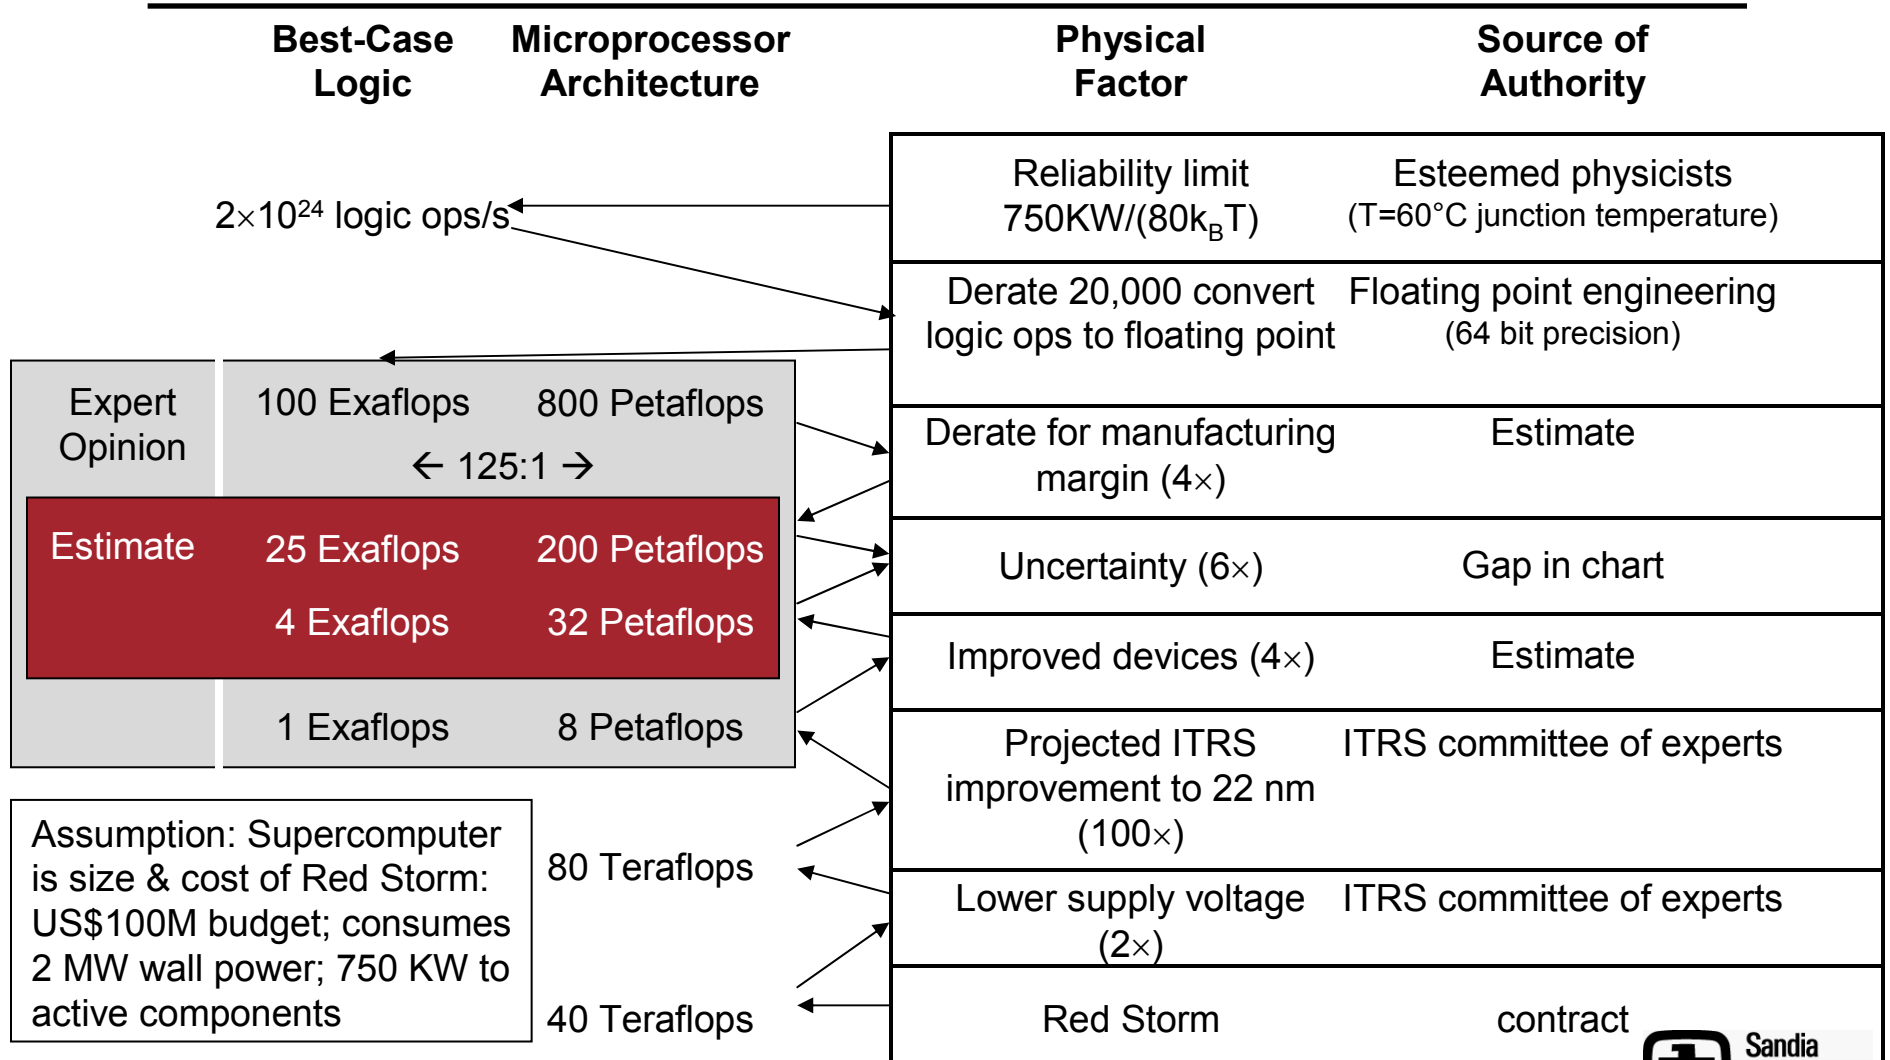 Best-Case Logic
Microprocessor Architecture
Physical Factor
Source of Authority
2×10²⁴ logic ops/s
Reliability limit
750KW/(80k_BT)
Esteemed physicists
(T=60°C junction temperature)
Derate 20,000 convert
logic ops to floating point
Floating point engineering
(64 bit precision)
Expert
Opinion
100 Exaflops
800 Petaflops
← 125:1 →
Derate for manufacturing
margin (4×)
Estimate
Estimate
25 Exaflops
200 Petaflops
Uncertainty (6×)
Gap in chart
4 Exaflops
32 Petaflops
Improved devices (4×)
Estimate
1 Exaflops
8 Petaflops
Projected ITRS
improvement to 22 nm
(100×)
ITRS committee of experts
80 Teraflops
Lower supply voltage
(2×)
ITRS committee of experts
40 Teraflops
Red Storm
contract
Assumption: Supercomputer
is size & cost of Red Storm:
US$100M budget; consumes
2 MW wall power; 750 KW to
active components
Sandia